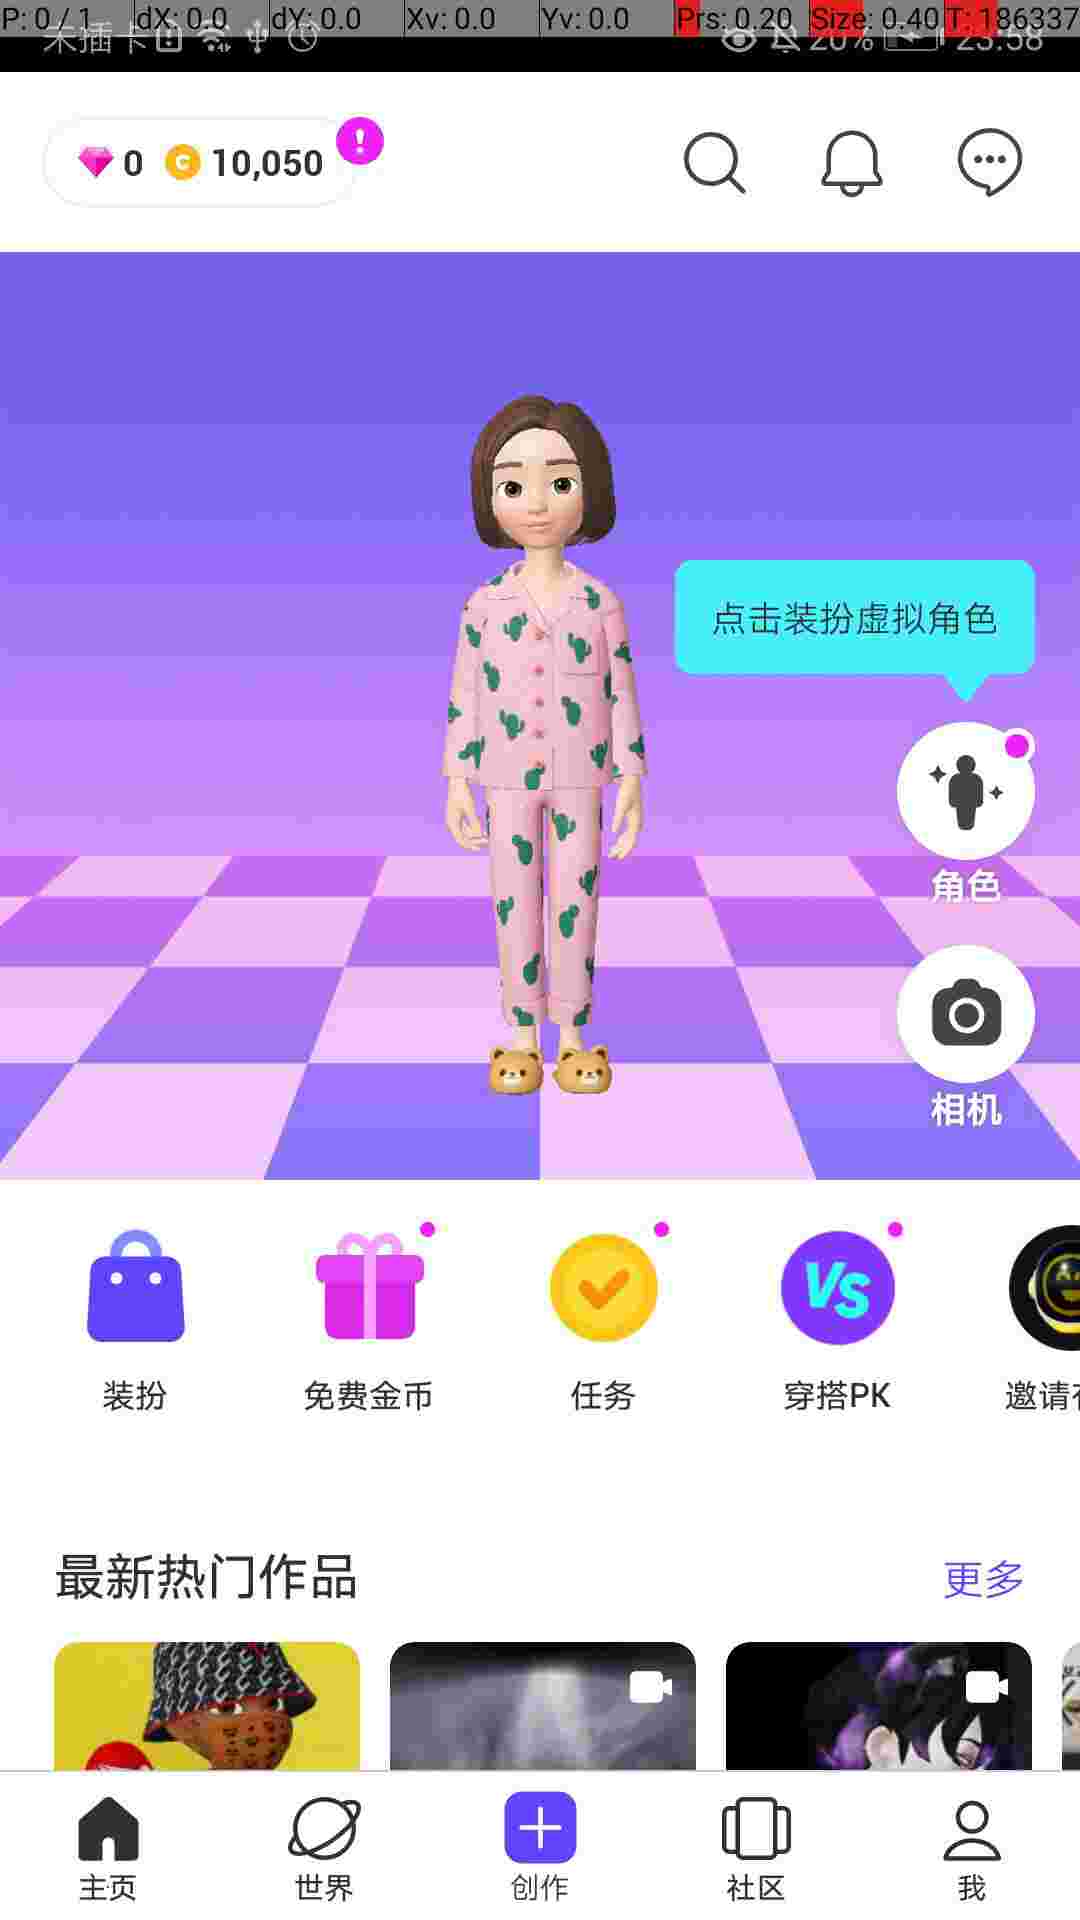 P: 0 / 1 dX: 0.0 dY: 0.0 Xv: 0.0 Yv: 0.0 Prs: 0.20 Size: 0.40 T: 186337
未插卡 20% 23:58
0 C 10,050 !
点击装扮虚拟角色
角色
相机
VS
装扮 免费金币 任务 穿搭PK 邀请
最新热门作品 更多
主页 世界 创作 社区 我